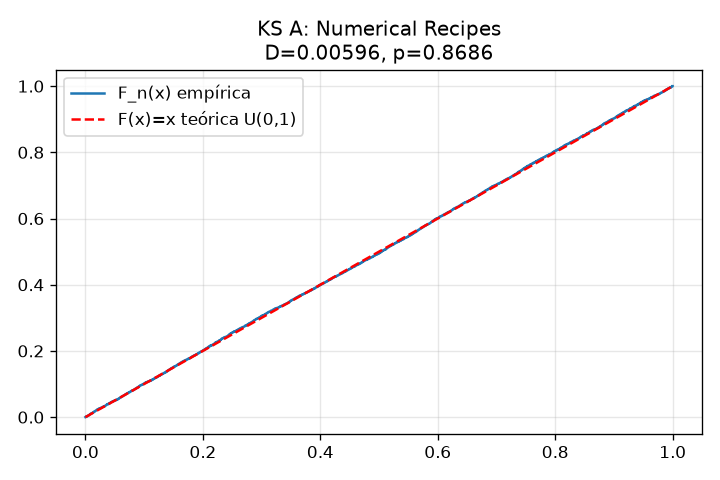 KS A: Numerical Recipes
D=0.00596, p=0.8686
F_n(x) empírica
F(x)=x teórica U(0,1)
1.0
0.8
0.6
0.4
0.2
0.0
0.0 0.2 0.4 0.6 0.8 1.0